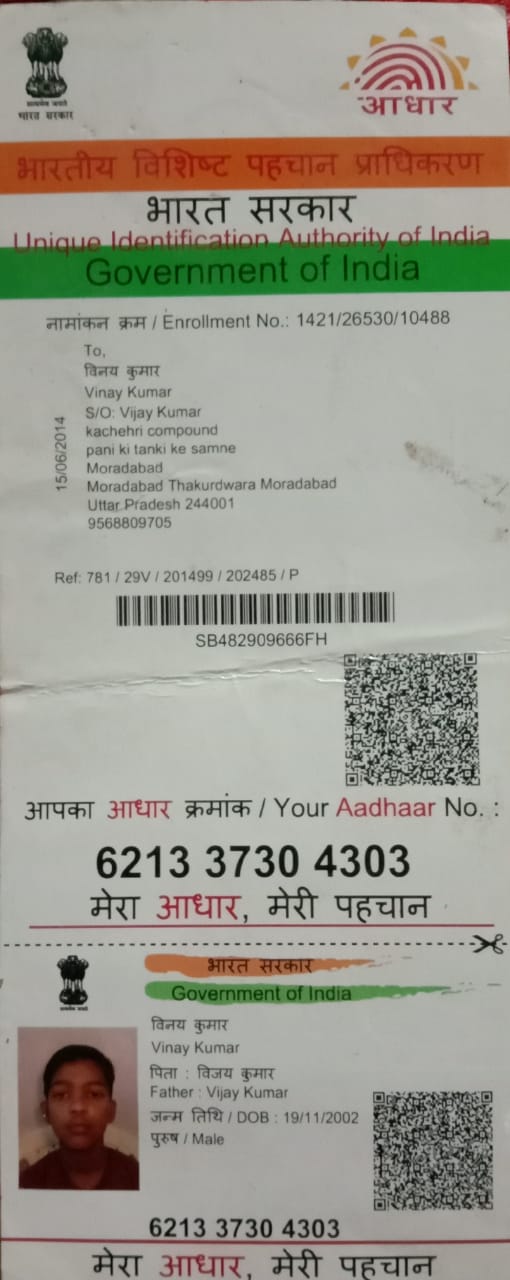 सत्यमेव जयते
भारत सरकार
आधार
भारतीय विशिष्ट पहचान प्राधिकरण
भारत सरकार
Unique Identification Authority of India
Government of India
नामांकन क्रम / Enrollment No.: 1421/26530/10488
To,
विनय कुमार
Vinay Kumar
S/O: Vijay Kumar
kachehri compound
pani ki tanki ke samne
Moradabad
Moradabad Thakurdwara Moradabad
Uttar Pradesh 244001
9568809705
15/06/2014
Ref: 781 / 29V / 201499 / 202485 / P
SB482909666FH
आपका आधार क्रमांक / Your Aadhaar No. :
6213 3730 4303
मेरा आधार, मेरी पहचान
भारत सरकार
Government of India
विनय कुमार
Vinay Kumar
पिता : विजय कुमार
Father : Vijay Kumar
जन्म तिथि / DOB : 19/11/2002
पुरुष / Male
6213 3730 4303
मेरा आधार, मेरी पहचान